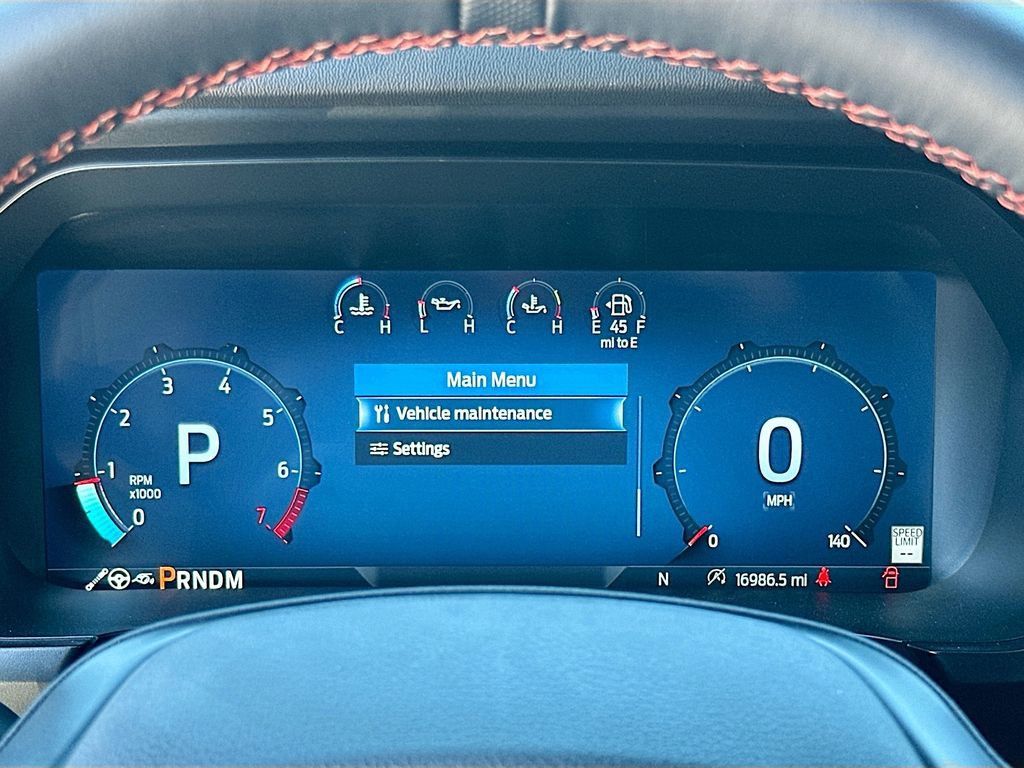 C H
L H
C H
E 45 F
mi to E
Main Menu
Vehicle maintenance
Settings
0
1
2
3
4
5
6
7
RPM
x1000
P
0
MPH
0
140
SPEED
LIMIT
--
PRNDM
N
16986.5 mi